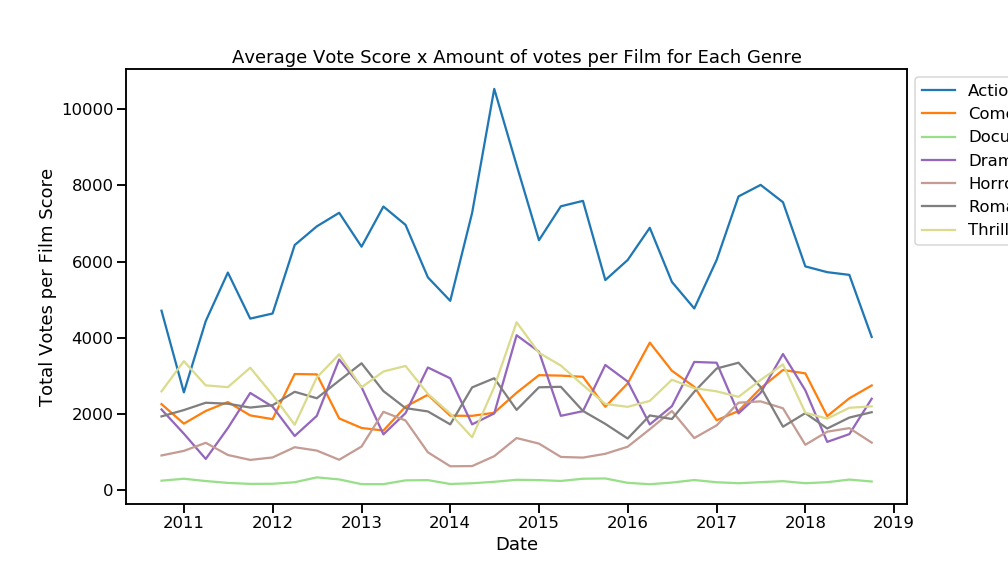 Average Vote Score x Amount of votes per Film for Each Genre
Total Votes per Film Score
10000
8000
6000
4000
2000
0
2011 2012 2013 2014 2015 2016 2017 2018 2019
Date
Actio
Come
Docu
Dram
Horro
Roma
Thrill